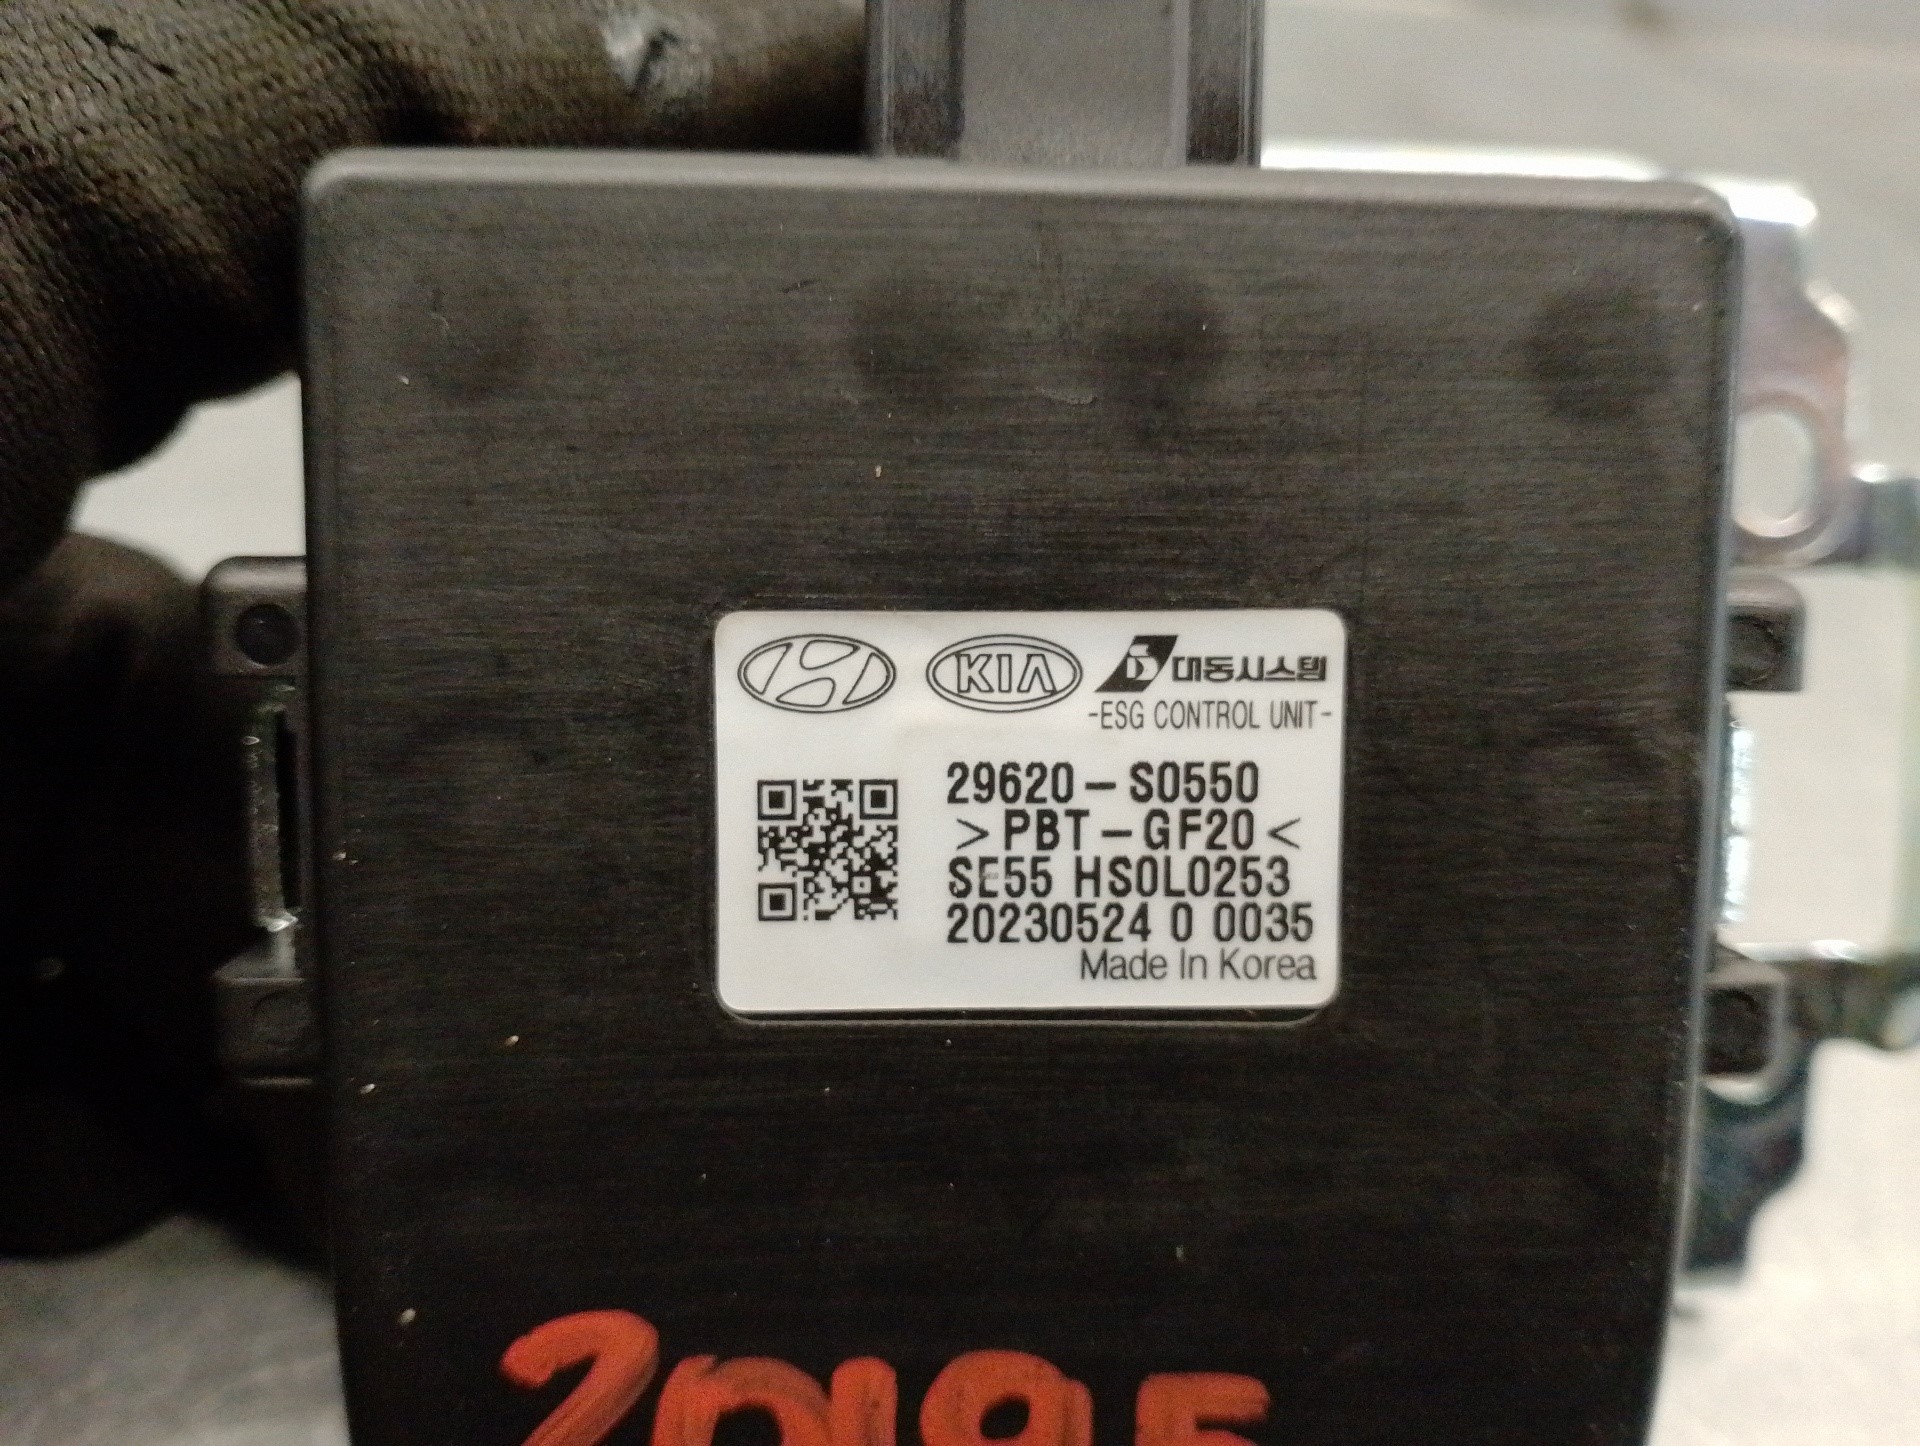 KIA 대동시스템
-ESG CONTROL UNIT-
29620-S0550
>PBT-GF20<
SE55 HS0L0253
20230524 0 0035
Made In Korea